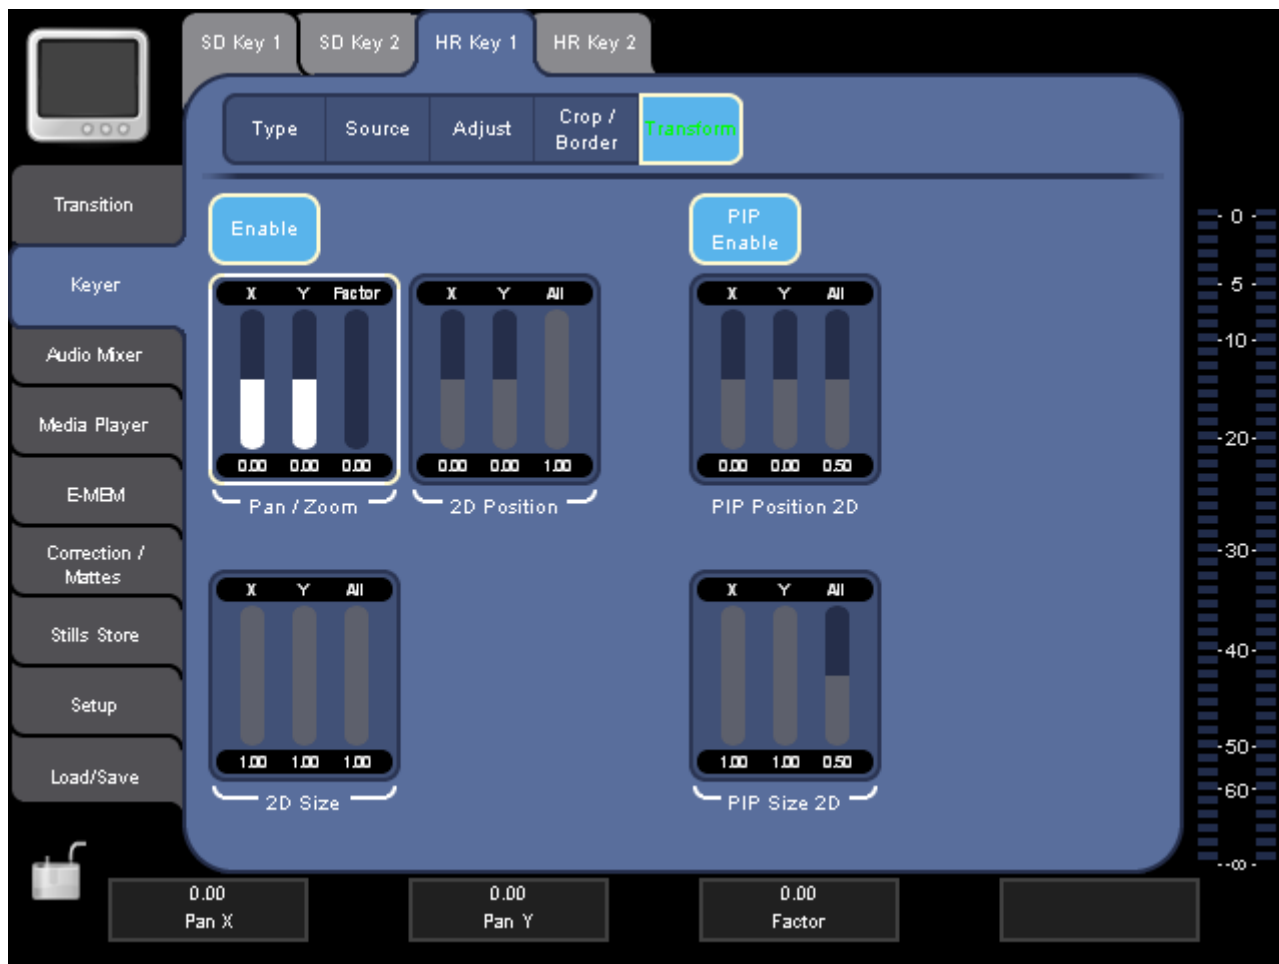 SD Key 1
SD Key 2
HR Key 1
HR Key 2
Type
Source
Adjust
Crop /
Border
Transform
Transition
Keyer
Audio Mixer
Media Player
E-MEM
Correction /
Mattes
Stills Store
Setup
Load/Save
Enable
X Y Factor
0.00 0.00 0.00
Pan / Zoom
X Y All
0.00 0.00 1.00
2D Position
PIP
Enable
X Y All
0.00 0.00 0.50
PIP Position 2D
X Y All
1.00 1.00 1.00
2D Size
X Y All
1.00 1.00 0.50
PIP Size 2D
- 0 -
- 5 -
-10-
-20-
-30-
-40-
-50-
-60-
--∞-
0.00
Pan X
0.00
Pan Y
0.00
Factor